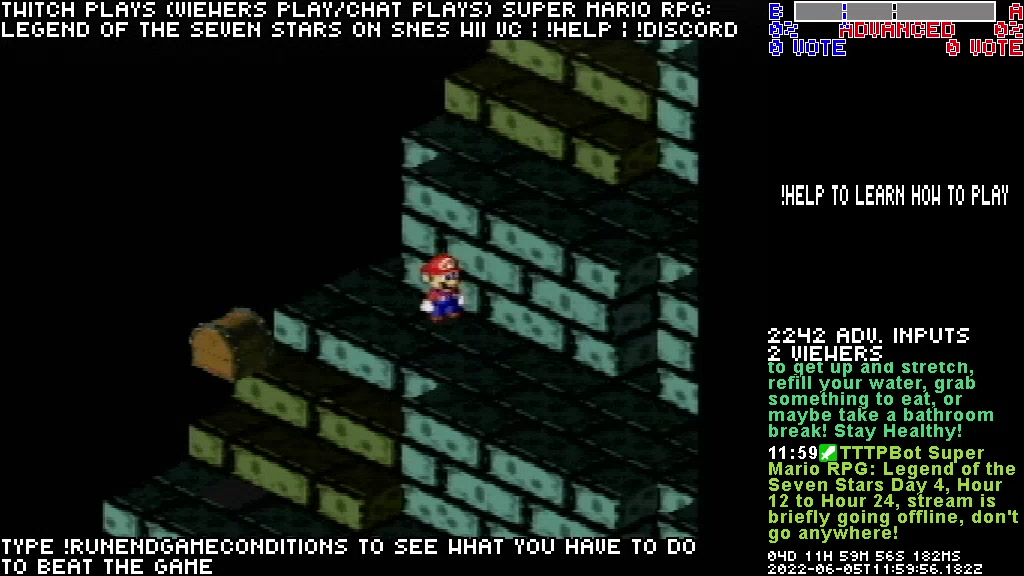 TWITCH PLAYS (VIEWERS PLAY/CHAT PLAYS) SUPER MARIO RPG:
LEGEND OF THE SEVEN STARS ON SNES WII VC ¦ !HELP ¦ !DISCORD
B A
0% ADVANCED 0%
0 VOTE 0 VOTE
!HELP TO LEARN HOW TO PLAY
2242 ADV. INPUTS
2 VIEWERS
to get up and stretch,
refill your water, grab
something to eat, or
maybe take a bathroom
break! Stay Healthy!
11:59 TTTPBot Super
Mario RPG: Legend of the
Seven Stars Day 4, Hour
12 to Hour 24, stream is
briefly going offline, don't
go anywhere!
TYPE !RUNENDGAMECONDITIONS TO SEE WHAT YOU HAVE TO DO
TO BEAT THE GAME
04D 11H 59M 56S 182MS
2022-06-05T11:59:56.182Z